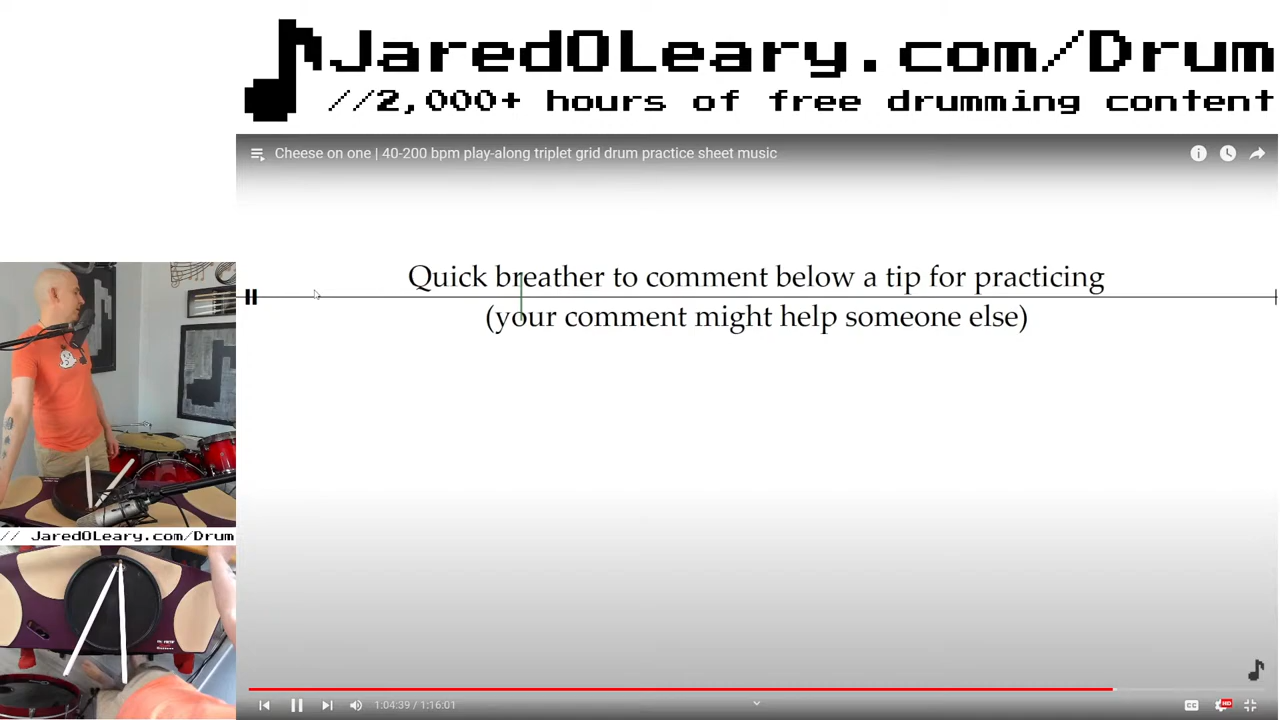 JaredOLeary.com/Drum
//2,000+ hours of free drumming content
Cheese on one | 40-200 bpm play-along triplet grid drum practice sheet music
Quick breather to comment below a tip for practicing
(your comment might help someone else)
// JaredOLeary.com/Drum
1:04:39 / 1:16:01
CC
HD